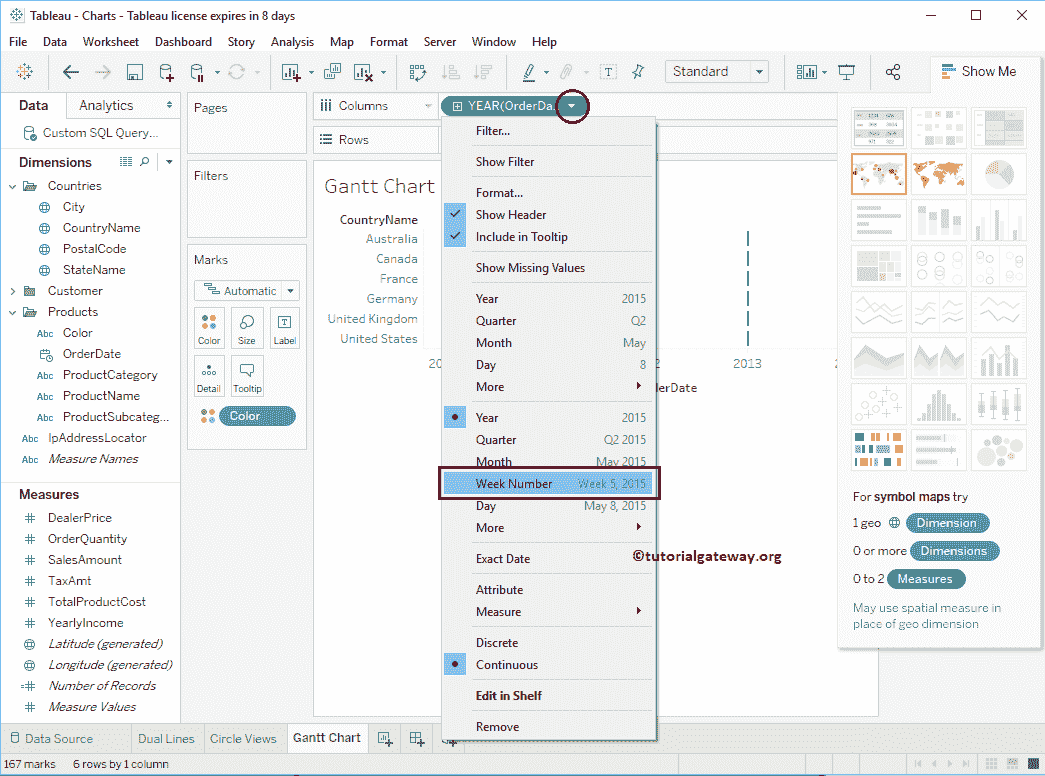 Tableau - Charts - Tableau license expires in 8 days
File Data Worksheet Dashboard Story Analysis Map Format Server Window Help
Standard
Show Me
Data Analytics
Custom SQL Query...
Dimensions
Countries
City
CountryName
PostalCode
StateName
Customer
Products
Abc Color
OrderDate
Abc ProductCategory
Abc ProductName
Abc ProductSubcateg...
Abc IpAddressLocator
Abc Measure Names
Measures
# DealerPrice
# OrderQuantity
# SalesAmount
# TaxAmt
# TotalProductCost
# YearlyIncome
Latitude (generated)
Longitude (generated)
=# Number of Records
# Measure Values
Pages
Filters
Marks
Automatic
Color Size Label
Detail Tooltip
Color
Columns
YEAR(OrderDa..
Rows
Gantt Chart
CountryName
Australia
Canada
France
Germany
United Kingdom
United States
20
2
2013
2
rderDate
Filter...
Show Filter
Format...
Show Header
Include in Tooltip
Show Missing Values
Year 2015
Quarter Q2
Month May
Day 8
More
Year 2015
Quarter Q2 2015
Month May 2015
Week Number Week 5, 2015
Day May 8, 2015
More
Exact Date
Attribute
Measure
Discrete
Continuous
Edit in Shelf
Remove
©tutorialgateway.org
For symbol maps try
1 geo Dimension
0 or more Dimensions
0 to 2 Measures
May use spatial measure in
place of geo dimension
Data Source Dual Lines Circle Views Gantt Chart
167 marks 6 rows by 1 column